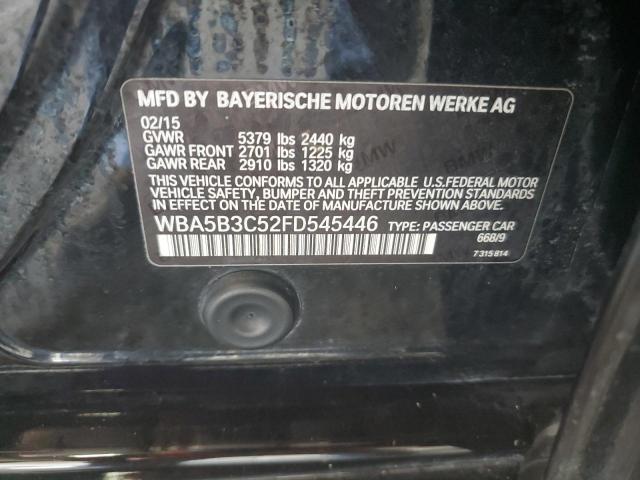 MFD BY BAYERISCHE MOTOREN WERKE AG
02/15
GVWR 5379 lbs 2440 kg
GAWR FRONT 2701 lbs 1225 kg
GAWR REAR 2910 lbs 1320 kg
THIS VEHICLE CONFORMS TO ALL APPLICABLE U.S.FEDERAL MOTOR
VEHICLE SAFETY, BUMPER, AND THEFT PREVENTION STANDARDS
IN EFFECT ON THE DATE OF MANUFACTURE SHOWN ABOVE.
WBA5B3C52FD545446 TYPE: PASSENGER CAR
668/9
7315814